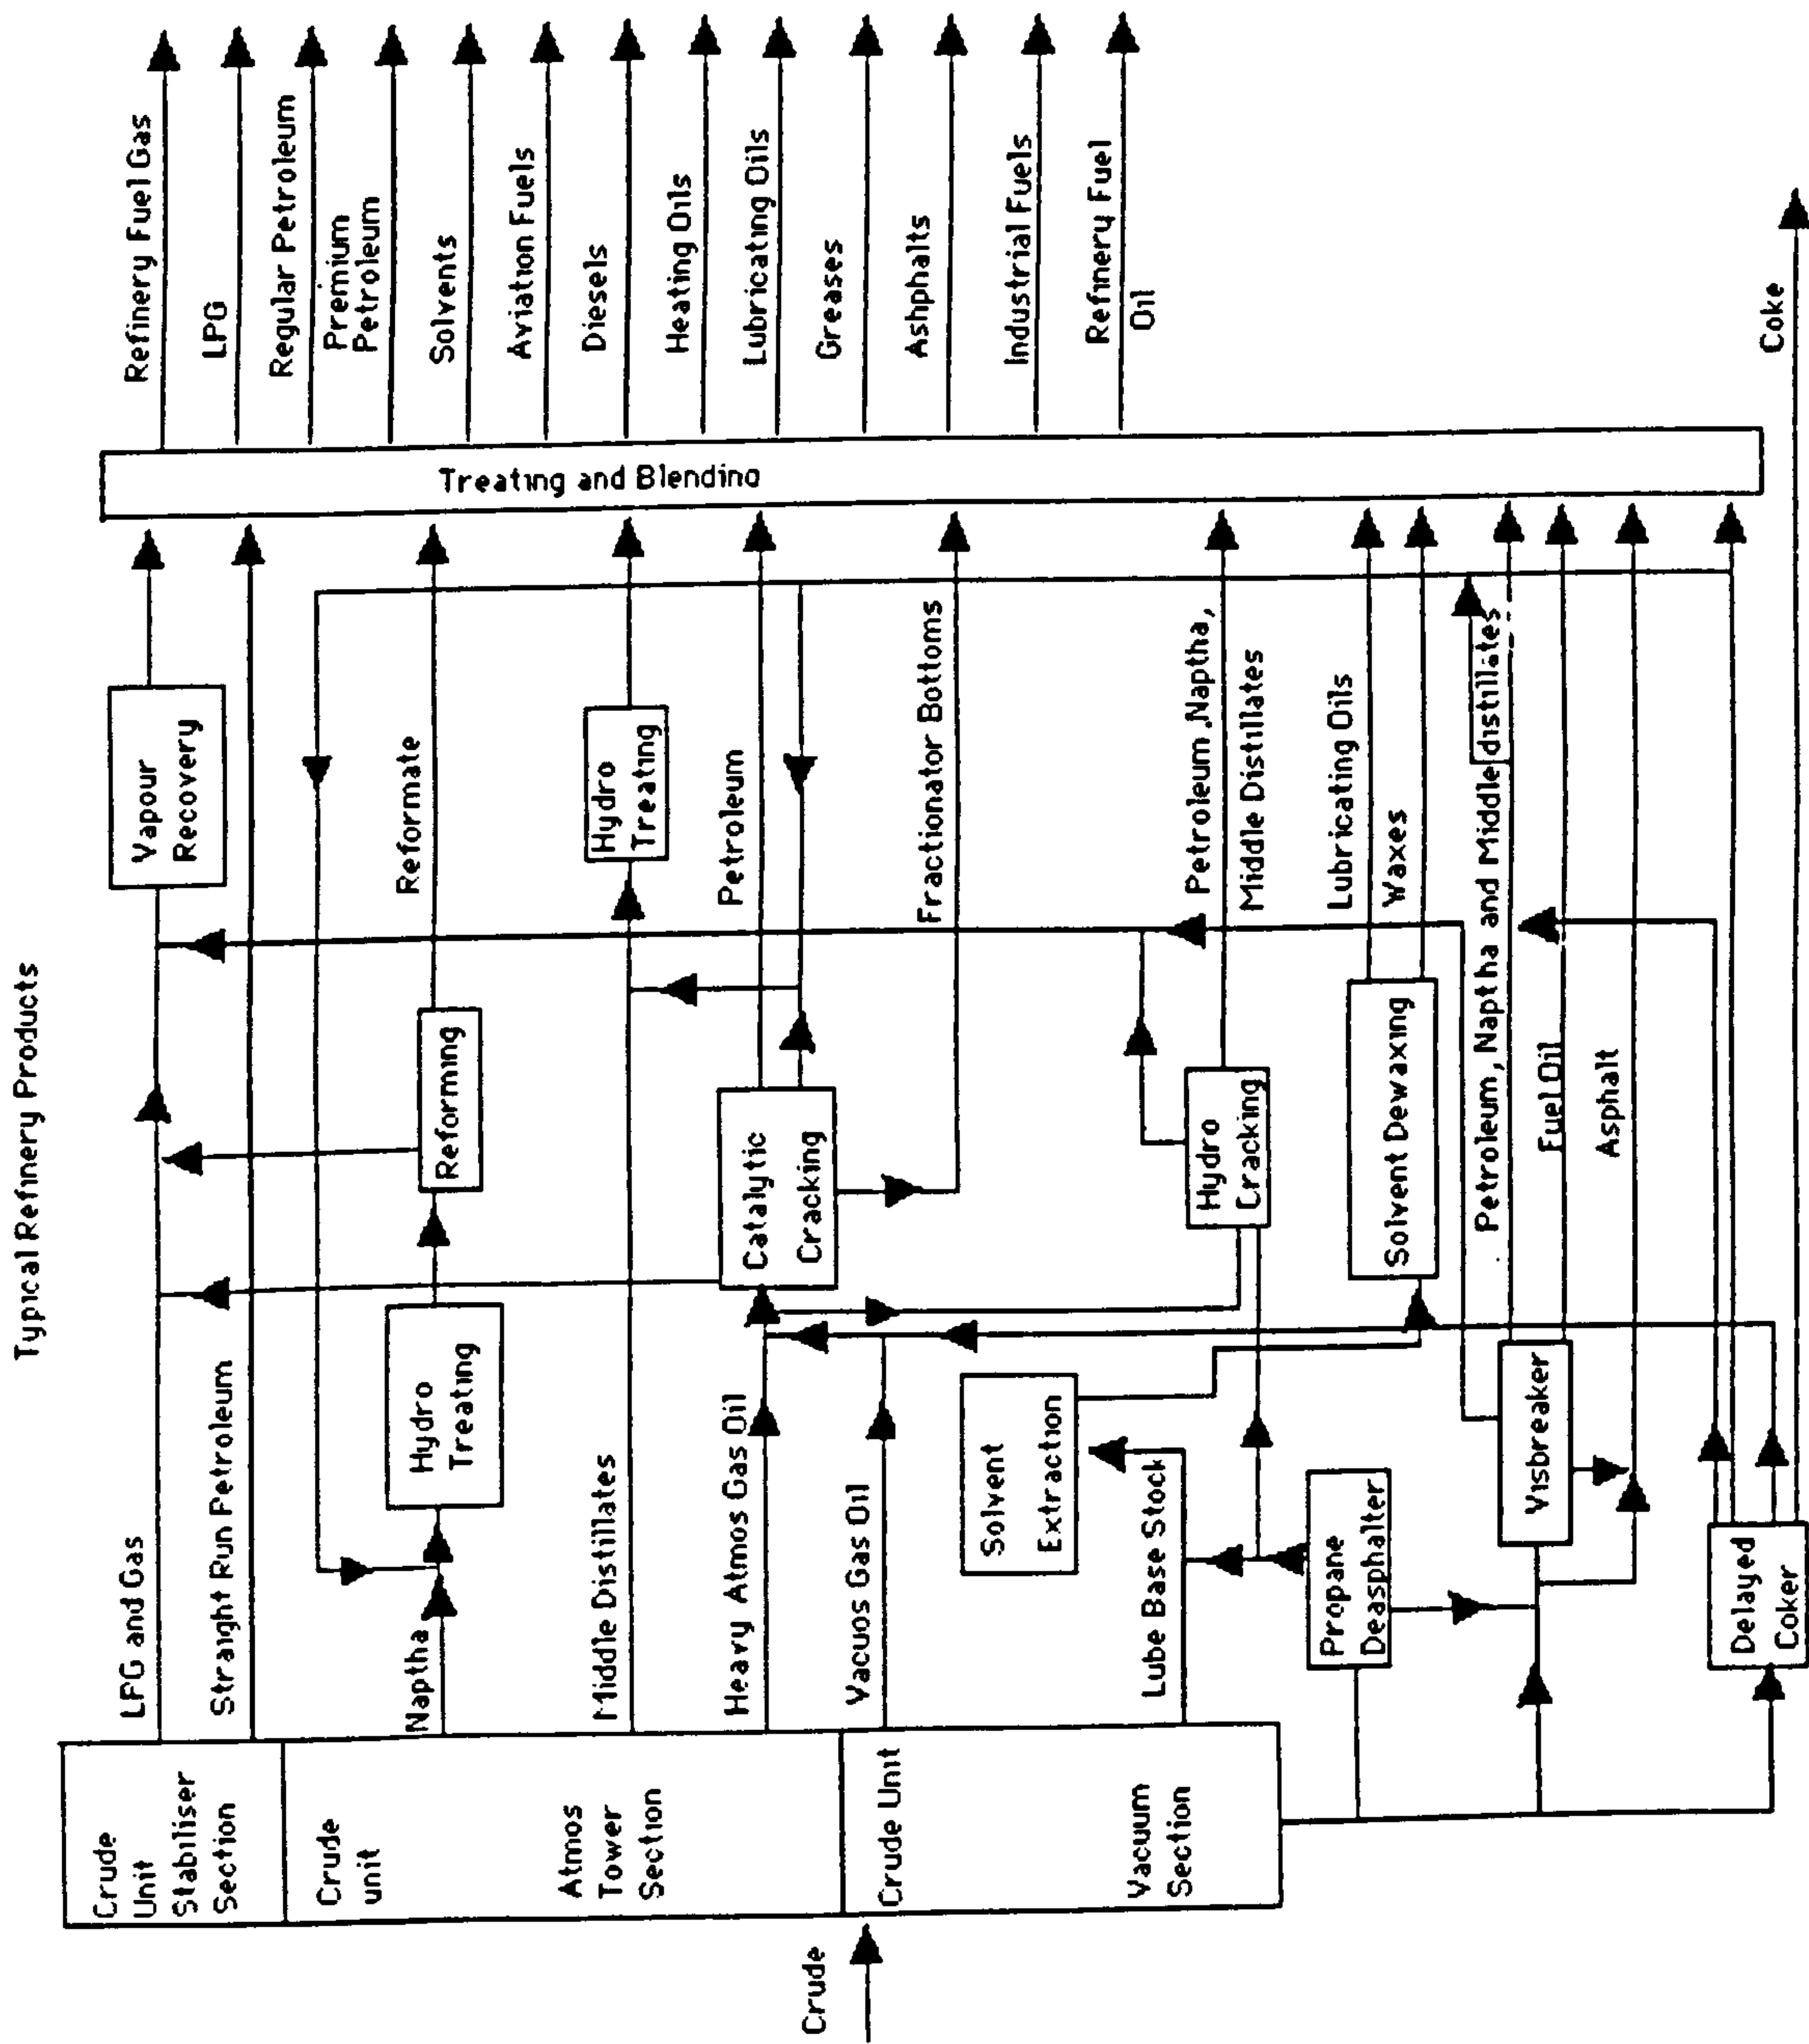 Typical Refinery Products
Crude
Unit
Stabiliser
Section
Crude
unit
Atmos
Tower
Section
Crude Unit
Vacuum
Section
Crude
LPG and Gas
Straight Run Petroleum
Naptha
Middle Distillates
Heavy Atmos Gas Oil
Vacuos Gas Oil
Lube Base Stock
Hydro
Treating
Reforming
Reformate
Vapour
Recovery
Hydro
Treating
Catalytic
Cracking
Petroleum
Fractionator Bottoms
Solvent
Extraction
Hydro
Cracking
Petroleum ,Naptha,
Middle Distillates
Propane
Deasphalter
Solvent Dewaxing
Lubricating Oils
Waxes
Visbreaker
Petroleum, Naptha and Middle distillates
Fuel Oil
Asphalt
Delayed
Coker
Treating and Blending
Refinery Fuel Gas
LPG
Regular Petroleum
Premium
Petroleum
Solvents
Aviation Fuels
Diesels
Heating Oils
Lubricating Oils
Greases
Ashphalts
Industrial Fuels
Refinery Fuel
Oil
Coke